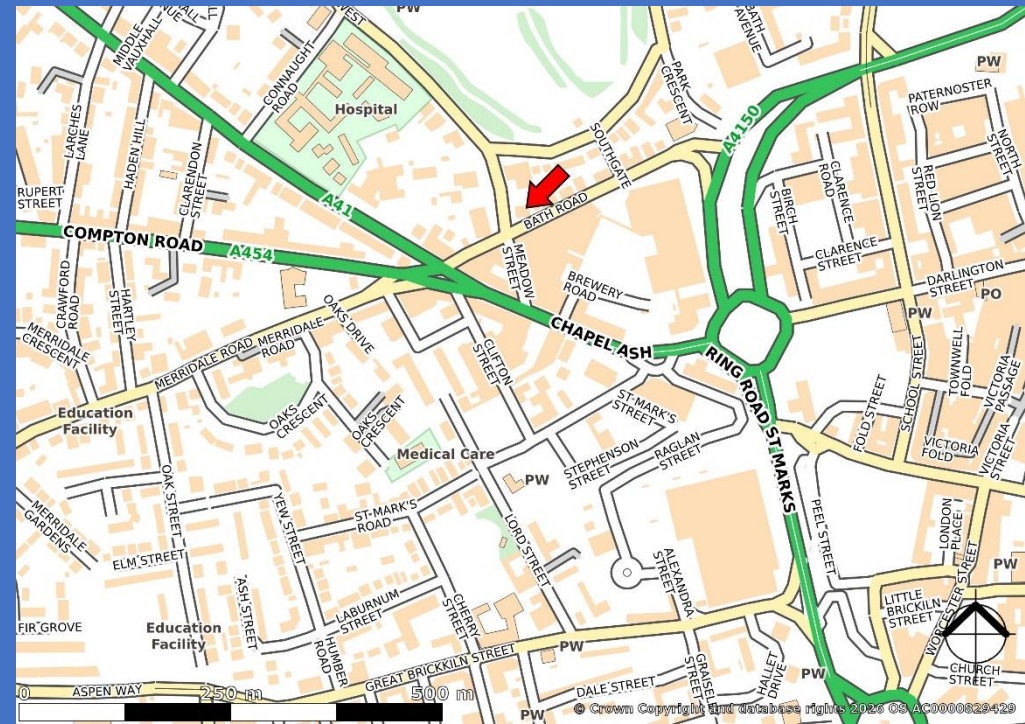 PW
WEST
HALL
MIDDLE
VAUXHALL
CONNAUGHT
ROAD
BATH
AVENUE
PW
LARCHES
LANE
HADEN HILL
Hospital
PARK
CRESCENT
A4150
PATERNOSTER
ROW
NORTH
STREET
RUPERT
STREET
CLARENDON
STREET
A41
SOUTHGATE
BATH ROAD
BIRCH
STREET
CLARENCE
ROAD
RED LION
STREET
COMPTON ROAD
A454
MEADOW
STREET
CLARENCE
STREET
CRAWFORD
ROAD
HARTLEY
STREET
BREWERY
ROAD
DARLINGTON
STREET
PO
OAKS DRIVE
PW
MERRIDALE
CRESCENT
MERRIDALE ROAD
MERRIDALE
ROAD
CLIFTON
STREET
CHAPEL ASH
RING ROAD ST MARKS
SCHOOL STREET
TOWNWELL
FOLD
VICTORIA
PASSAGE
Education
Facility
OAKS
CRESCENT
OAKS
CRESCENT
ST-MARK'S
STREET
FOLD STREET
VICTORIA
FOLD
VICTORIA
STREET
Medical Care
STEPHENSON
STREET
RAGLAN
STREET
PW
OAK STREET
YEW STREET
ST-MARK'S
ROAD
LORD STREET
PEEL STREET
LONDON
PLACE
MERRIDALE
GARDENS
ELM STREET
ASH STREET
LABURNUM
STREET
CHERRY
STREET
ALEXANDRA
STREET
PW
WORCESTER STREET
LITTLE
BRICKILN
STREET
FIR GROVE
Education
Facility
HUMBER
ROAD
GREAT BRICKKILN STREET
PW
GRAISELEY
STREET
HALLET
DRIVE
PW
CHURCH
STREET
ASPEN WAY
DALE STREET
PW
0 250 m 500 m
© Crown Copyright and database rights 2026 OS AC0000829429